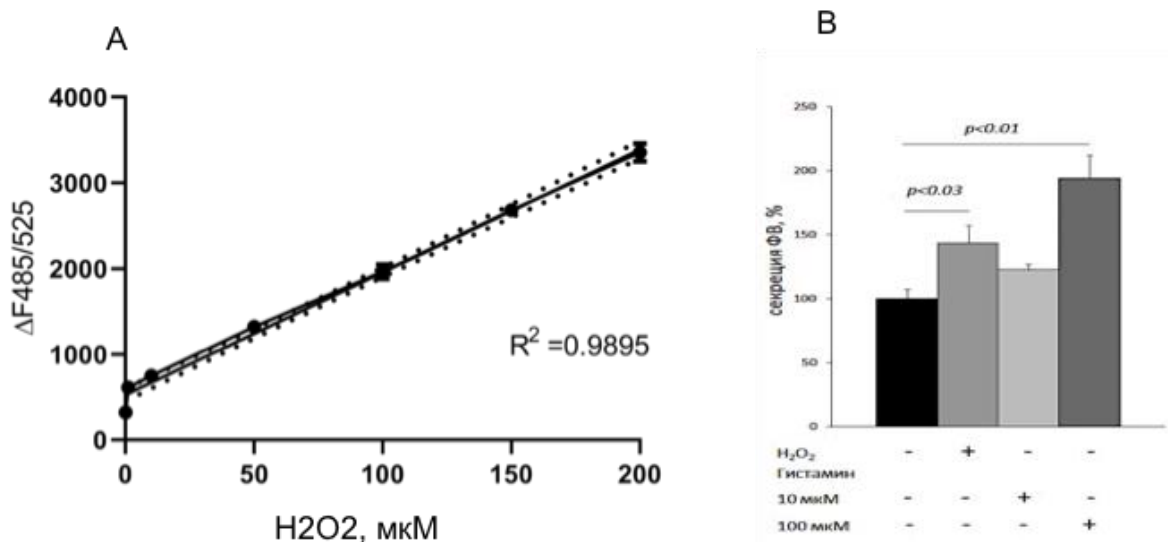 A
4000
3000
2000
1000
0
ΔF485/525
R² =0.9895
0 50 100 150 200
H2O2, мкМ
B
250
200
150
100
50
0
секреция ФВ, %
p<0.01
p<0.03
H₂O₂ - + - -
Гистамин
10 мкМ - - + -
100 мкМ - - - +